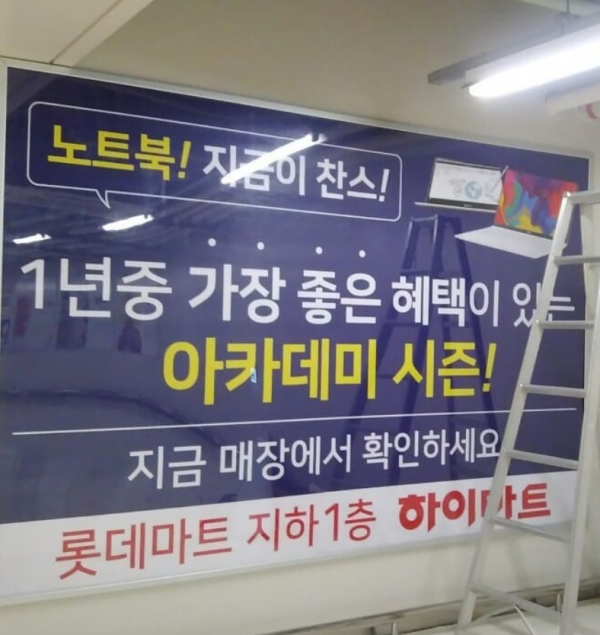 노트북! 지금이 찬스!
1년중 가장 좋은 혜택이 있는
아카데미 시즌!
지금 매장에서 확인하세요
롯데마트 지하1층 하이마트